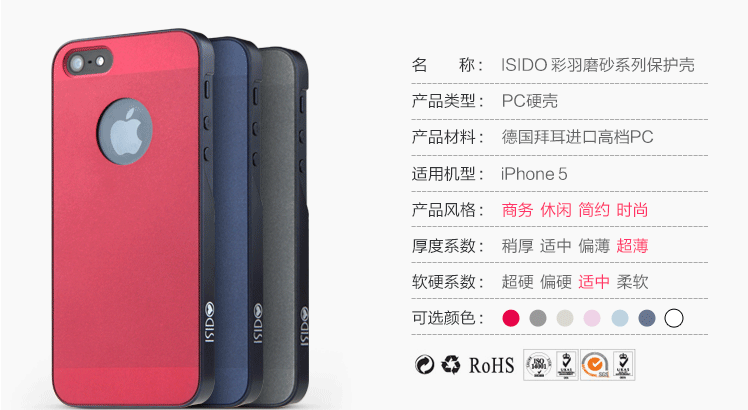 ISIDO
ISIDO
ISIDO
名 称： ISIDO 彩羽磨砂系列保护壳
产品类型： PC硬壳
产品材料： 德国拜耳进口高档PC
适用机型： iPhone 5
产品风格： 商务 休闲 简约 时尚
厚度系数： 稍厚 适中 偏薄 超薄
软硬系数： 超硬 偏硬 适中 柔软
可选颜色：
RoHS
ISO
14001
SGS